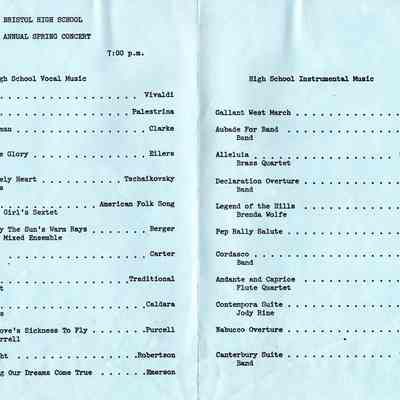 BRISTOL HIGH SCHOOL
ANNUAL SPRING CONCERT
7:00 p.m.
gh School Vocal Music
. . . . . . . . . . . . . . . . . . Vivaldi
. . . . . . . . . . . . . . . . Palestrina
man . . . . . . . . . . . . . . . . Clarke
s Glory . . . . . . . . . . . . . . Eilers
ely Heart . . . . . . . . . . Tschaikovsky
s
. . . . . . . . . . . . American Folk Song
Girl's Sextet
y The Sun's Warm Rays . . . . . . . Berger
Mixed Ensemble
. . . . . . . . . . . . . . . . . . Carter
. . . . . . . . . . . . . . . .Traditional
t
. . . . . . . . . . . . . . . . . .Caldara
s
ove's Sickness To Fly . . . . . . .Purcell
rrell
ht . . . . . . . . . . . . . . .Robertson
ng Our Dreams Come True . . . . . .Emerson
High School Instrumental Music
Gallant West March . . . . . . . . . . . .
Aubade For Band . . . . . . . . . . . . .
Band
Alleluia . . . . . . . . . . . . . . . . .
Brass Quartet
Declaration Overture . . . . . . . . . . .
Band
Legend of the Hills . . . . . . . . . . .
Brenda Wolfe
Pep Rally Salute . . . . . . . . . . . . .
Cordasco . . . . . . . . . . . . . . . . .
Band
Andante and Caprice . . . . . . . . . . .
Flute Quartet
Contempora Suite . . . . . . . . . . . . .
Jody Hine
Nabucco Overture . . . . . . . . . . . . .
Canterbury Suite . . . . . . . . . . . . .
Band